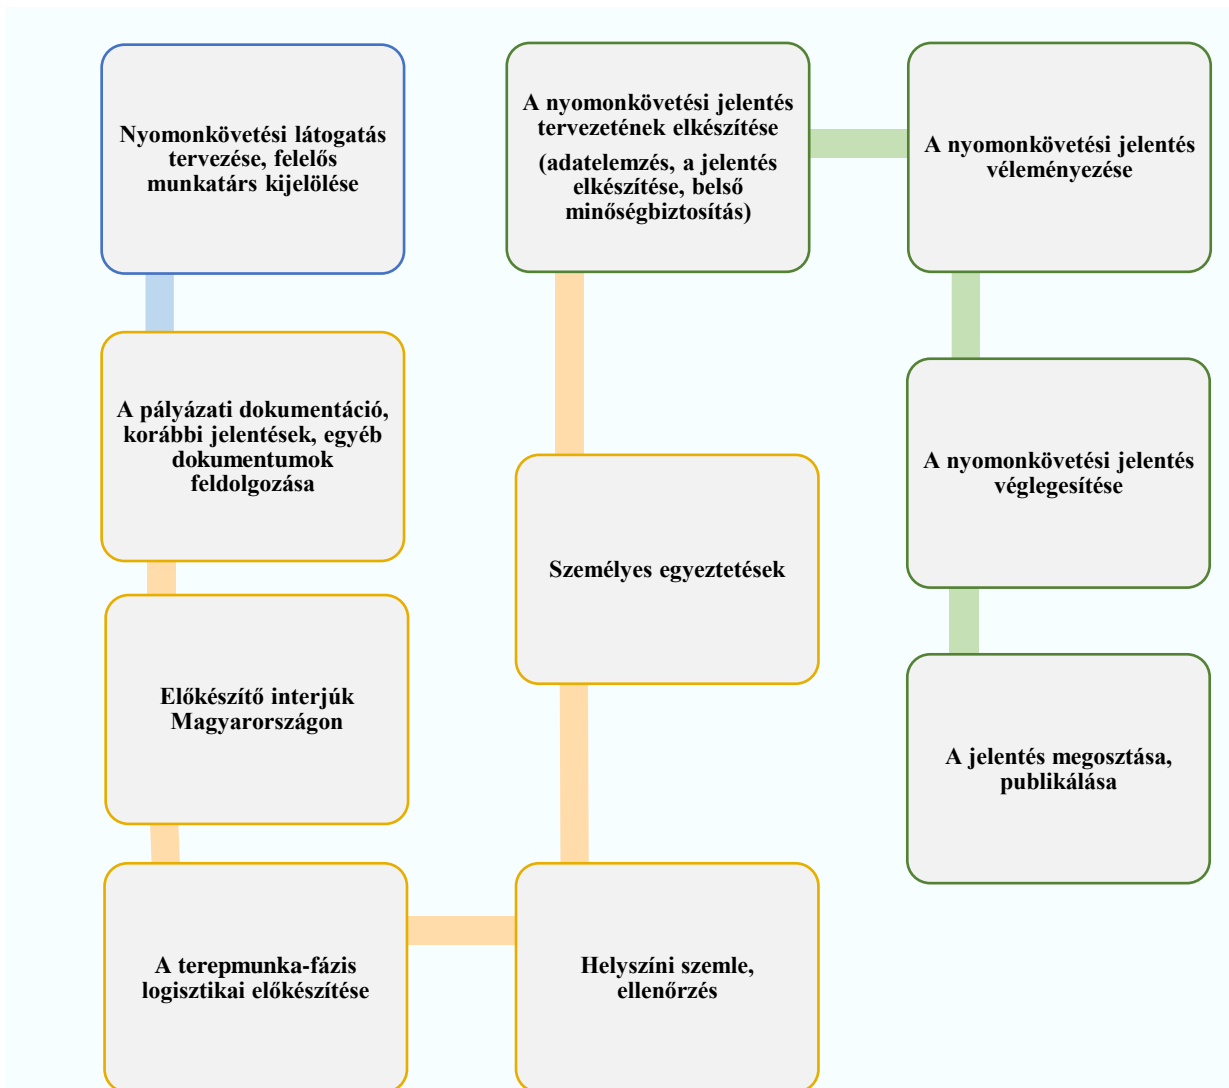 Nyomonkövetési látogatás
tervezése, felelős
munkatárs kijelölése
A pályázati dokumentáció,
korábbi jelentések, egyéb
dokumentumok
feldolgozása
Előkészítő interjúk
Magyarországon
A terepmunka-fázis
logisztikai előkészítése
Helyszíni szemle,
ellenőrzés
Személyes egyeztetések
A nyomonkövetési jelentés
tervezetének elkészítése
(adatelemzés, a jelentés
elkészítése, belső
minőségbiztosítás)
A nyomonkövetési jelentés
véleményezése
A nyomonkövetési jelentés
véglegesítése
A jelentés megosztása,
publikálása